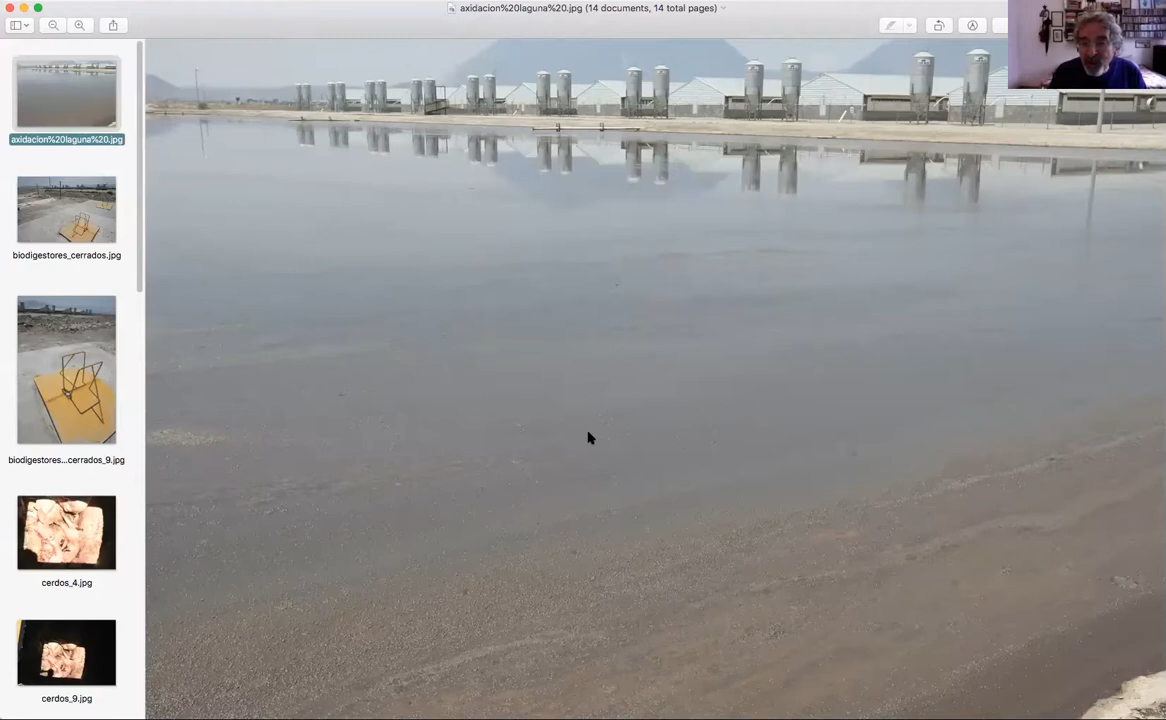 axidacion%20laguna%20.jpg (14 documents, 14 total pages)
axidacion%20laguna%20.jpg
biodigestores_cerrados.jpg
biodigestores...cerrados_9.jpg
cerdos_4.jpg
cerdos_9.jpg